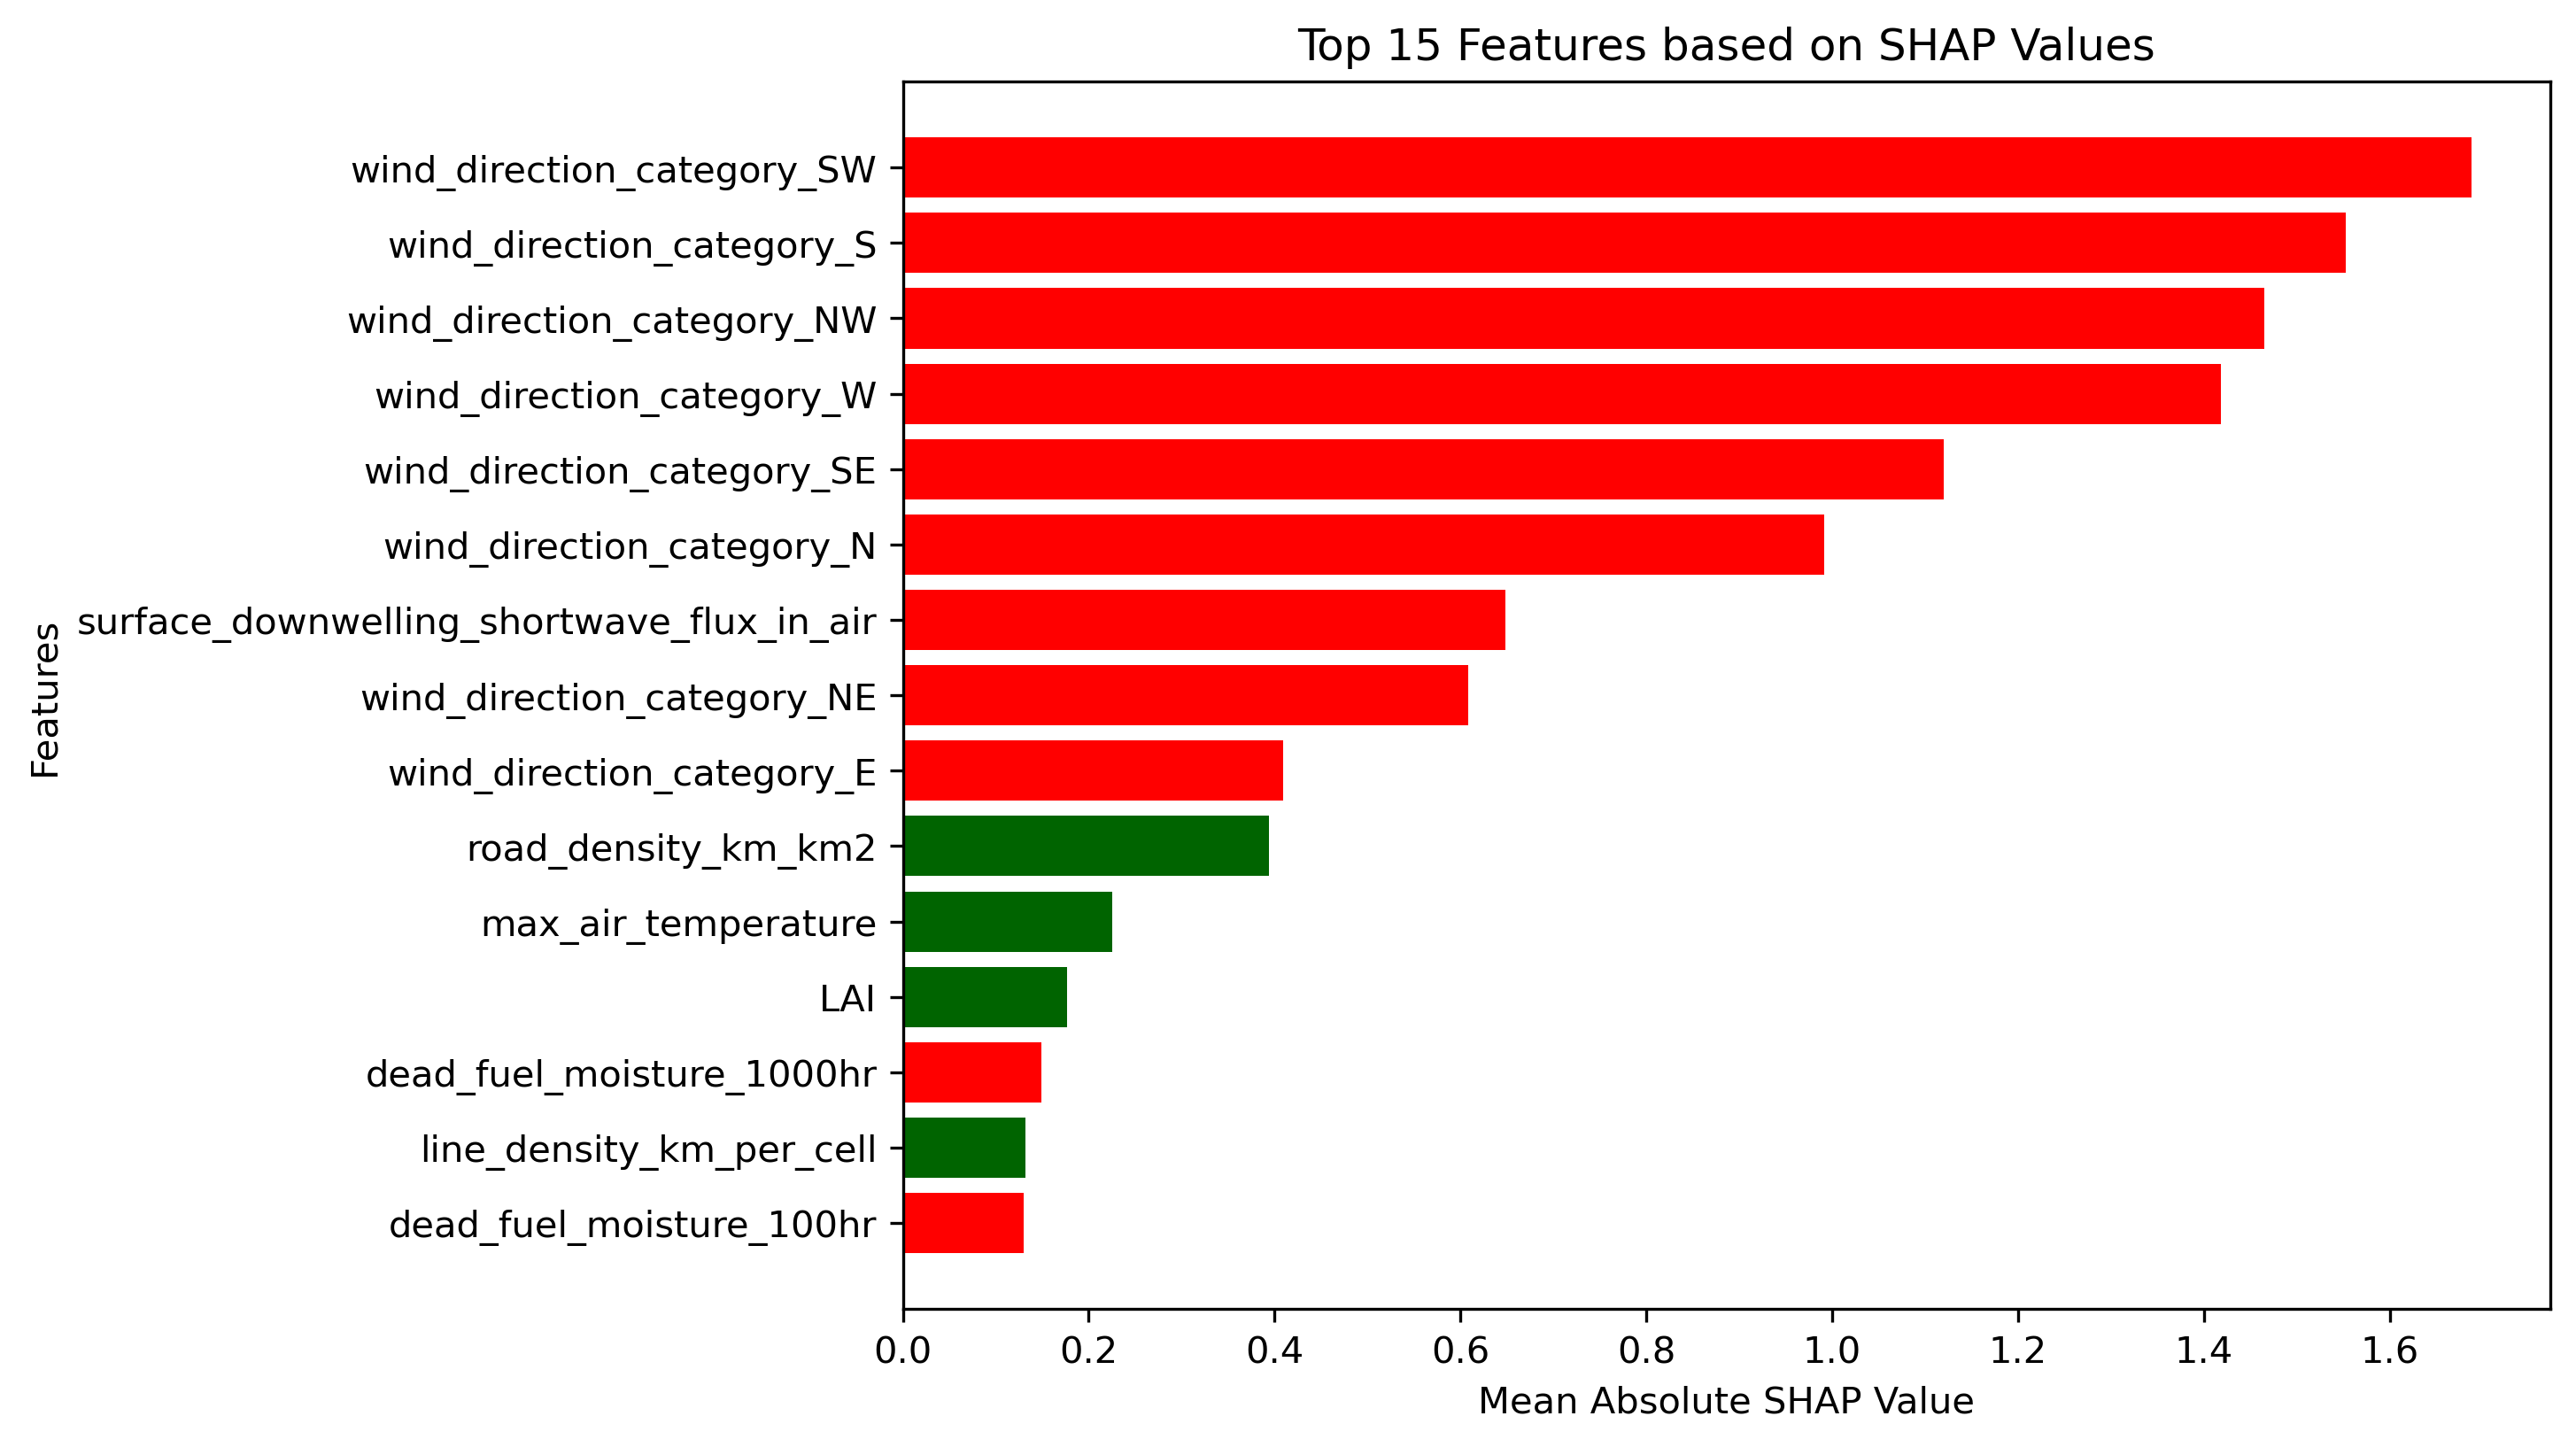 Top 15 Features based on SHAP Values
Features
wind_direction_category_SW
wind_direction_category_S
wind_direction_category_NW
wind_direction_category_W
wind_direction_category_SE
wind_direction_category_N
surface_downwelling_shortwave_flux_in_air
wind_direction_category_NE
wind_direction_category_E
road_density_km_km2
max_air_temperature
LAI
dead_fuel_moisture_1000hr
line_density_km_per_cell
dead_fuel_moisture_100hr
0.0 0.2 0.4 0.6 0.8 1.0 1.2 1.4 1.6
Mean Absolute SHAP Value